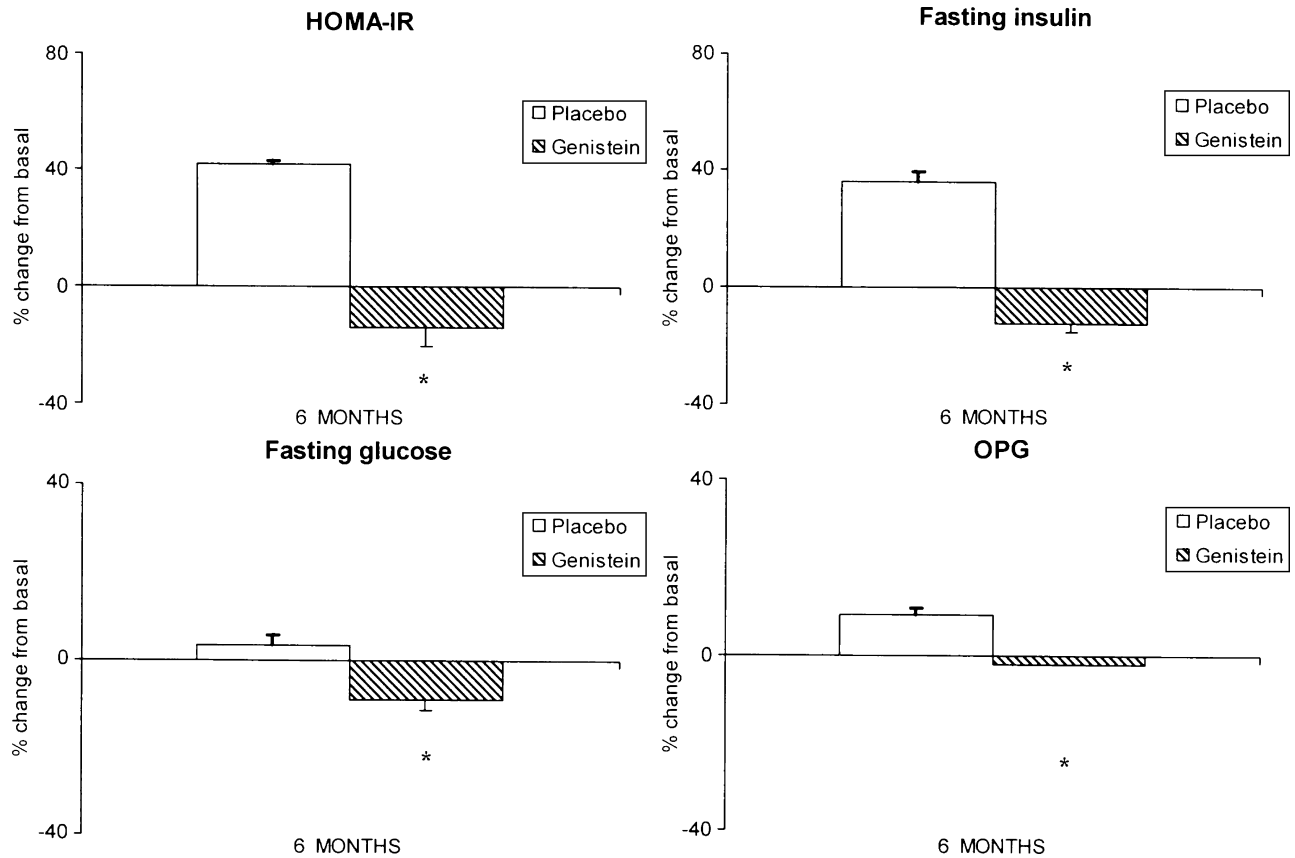 HOMA-IR
80
40
0
-40
% change from basal
Placebo
Genistein
*
6 MONTHS
Fasting insulin
80
40
0
-40
% change from basal
Placebo
Genistein
*
6 MONTHS
Fasting glucose
40
0
-40
% change from basal
Placebo
Genistein
*
6 MONTHS
OPG
40
0
-40
% change from basal
Placebo
Genistein
*
6 MONTHS